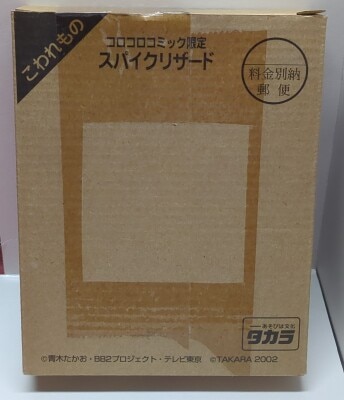 こわれもの
コロコロコミック限定
スパイクリザード
料金別納
郵便
あそびは文化
タカラ
©青木たかお・BB2プロジェクト・テレビ東京 ©TAKARA 2002